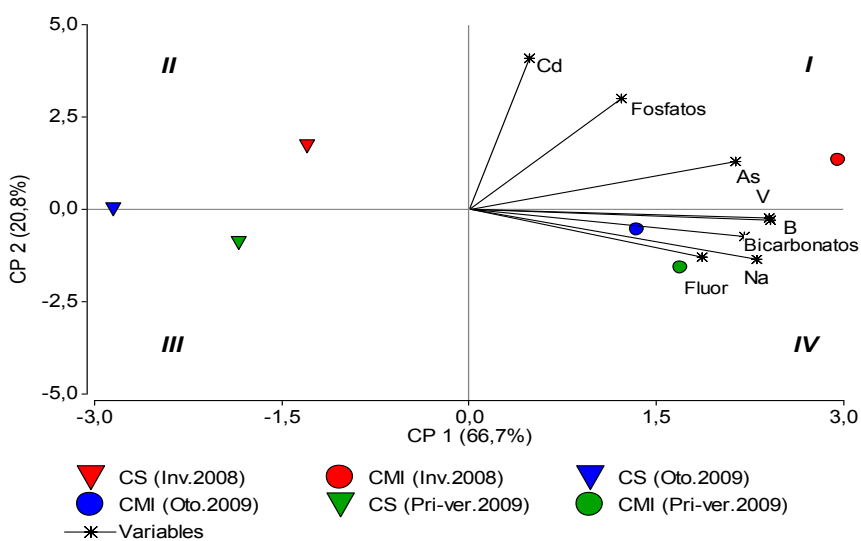 5,0
II
I
Cd
2,5
Fosfatos
As
V
0,0
B
Bicarbonatos
Na
Fluor
-2,5
III
IV
-5,0
-3,0 -1,5 0,0 1,5 3,0
CP 1 (66,7%)
CP 2 (20,8%)
CS (Inv.2008) CMI (Inv.2008) CS (Oto.2009)
CMI (Oto.2009) CS (Pri-ver.2009) CMI (Pri-ver.2009)
Variables